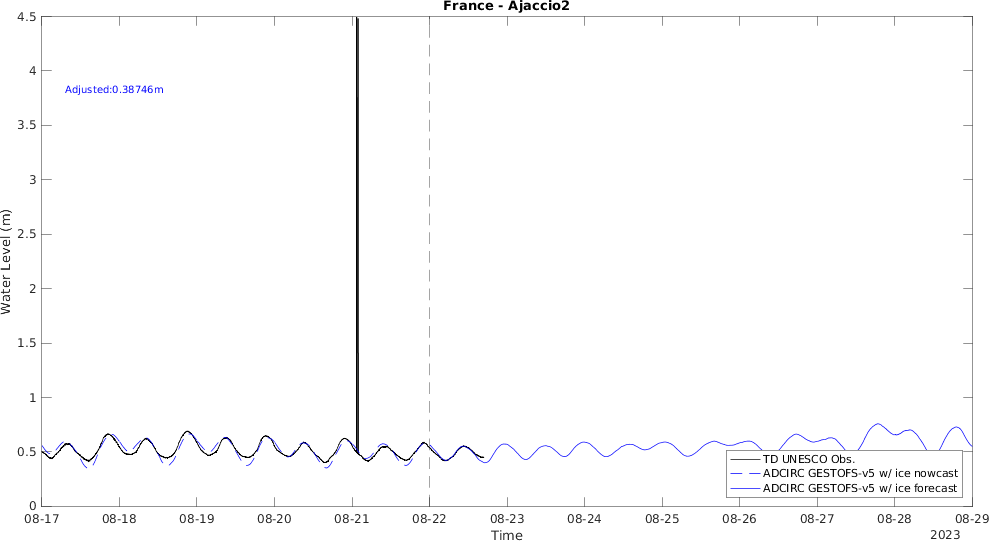 France - Ajaccio2
4.5
4
3.5
3
2.5
2
1.5
1
0.5
0
Adjusted:0.38746m
Water Level (m)
TD UNESCO Obs.
ADCIRC GESTOFS-v5 w/ ice nowcast
ADCIRC GESTOFS-v5 w/ ice forecast
08-17 08-18 08-19 08-20 08-21 08-22 08-23 08-24 08-25 08-26 08-27 08-28 08-29
Time
2023